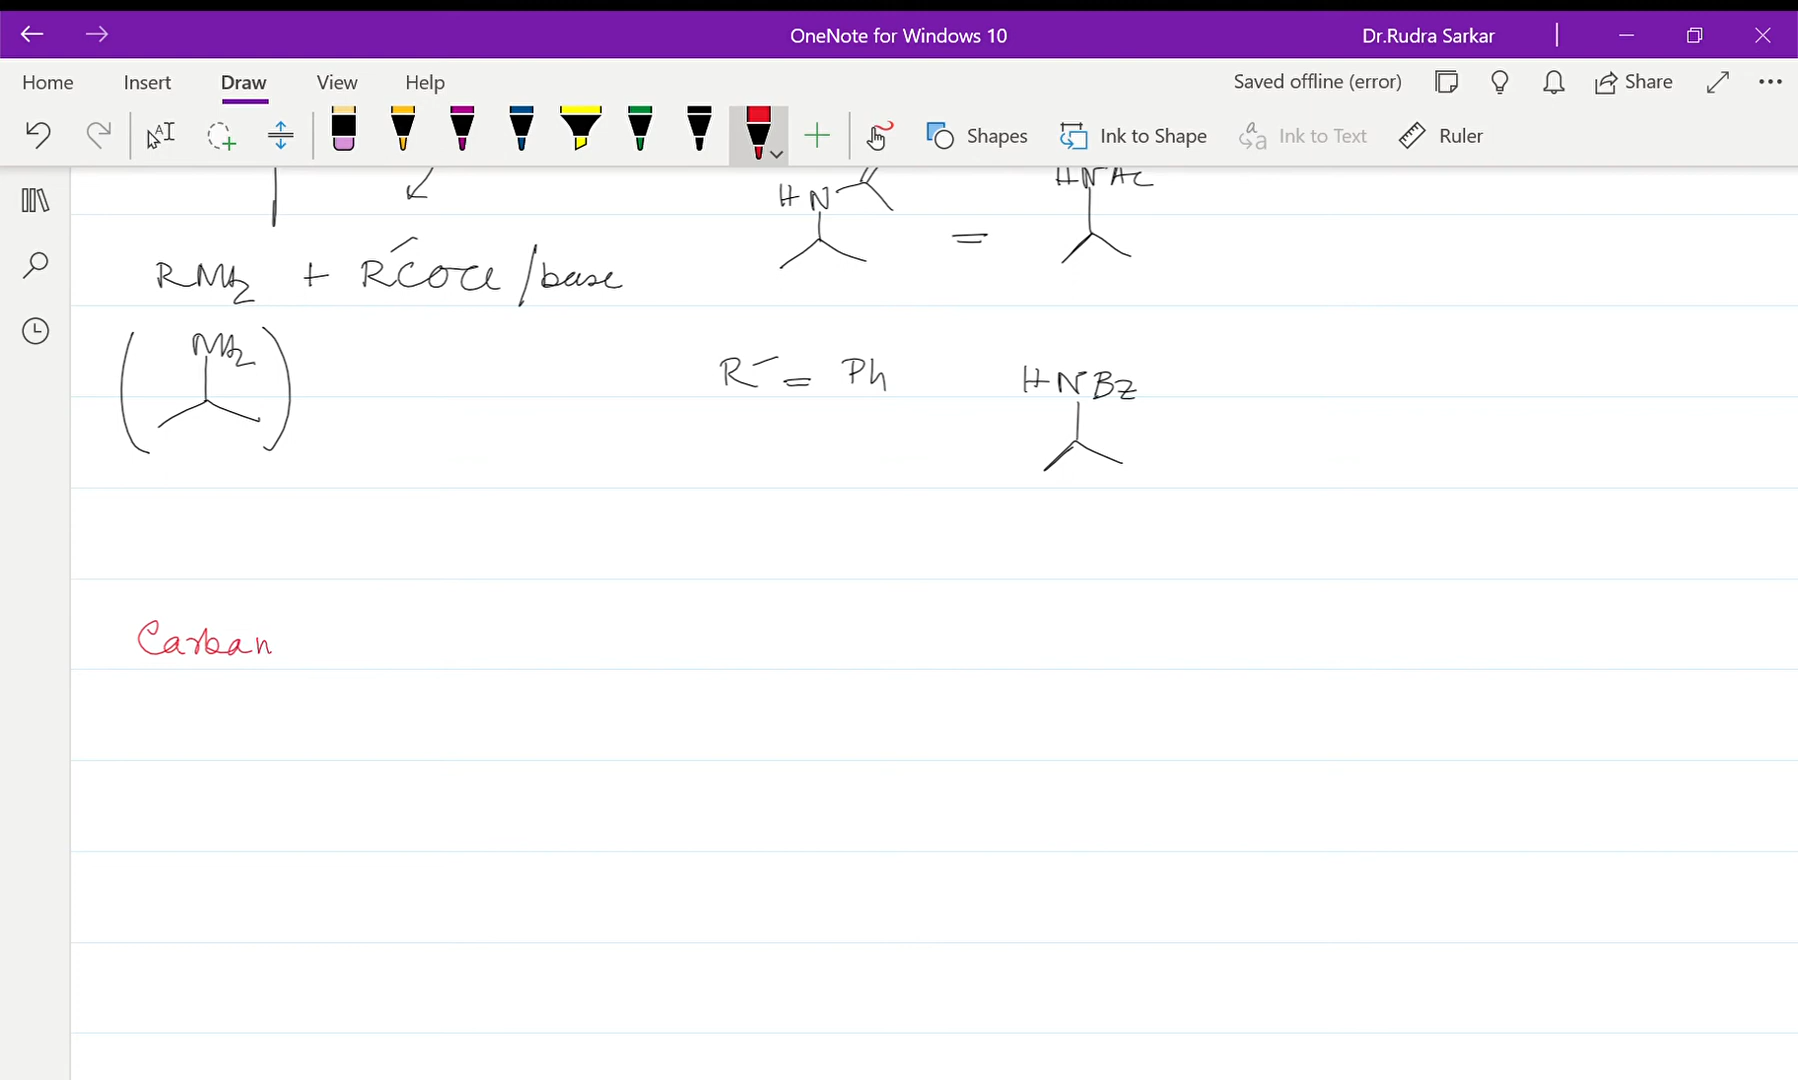 OneNote for Windows 10
Dr.Rudra Sarkar
Home Insert Draw View Help
Saved offline (error) Share
Shapes Ink to Shape Ink to Text Ruler
HN
HNAc
=
RNH2 + R'COCl / base
(NH2)
R' = Ph
HNBz
Carban